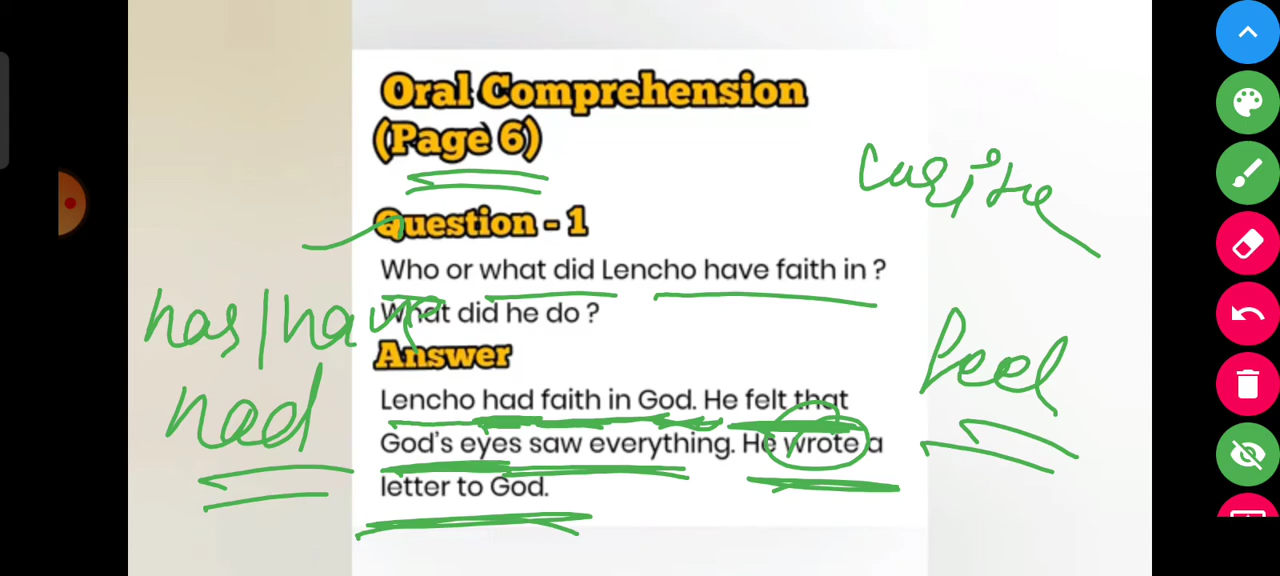 Oral Comprehension
(Page 6)
Question - 1
Who or what did Lencho have faith in ?
What did he do ?
Answer
Lencho had faith in God. He felt that
God's eyes saw everything. He wrote a
letter to God.
has/have
had
write
feel